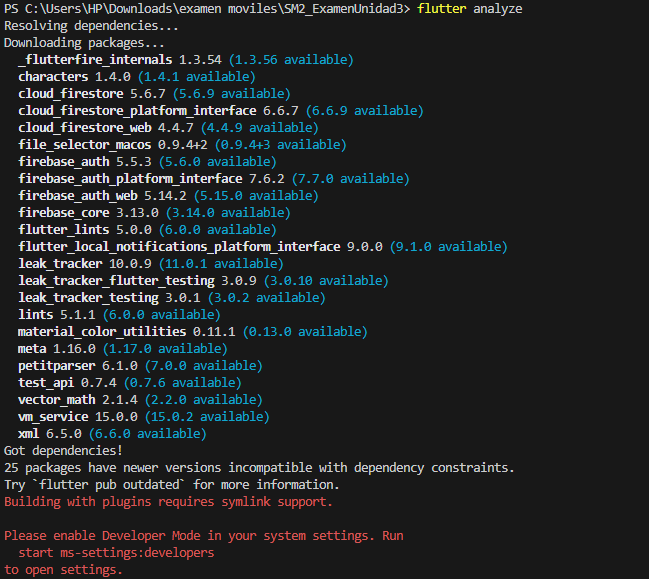 PS C:\Users\HP\Downloads\examen moviles\SM2_ExamenUnidad3> flutter analyze
Resolving dependencies...
Downloading packages...
  _flutterfire_internals 1.3.54 (1.3.56 available)
  characters 1.4.0 (1.4.1 available)
  cloud_firestore 5.6.7 (5.6.9 available)
  cloud_firestore_platform_interface 6.6.7 (6.6.9 available)
  cloud_firestore_web 4.4.7 (4.4.9 available)
  file_selector_macos 0.9.4+2 (0.9.4+3 available)
  firebase_auth 5.5.3 (5.6.0 available)
  firebase_auth_platform_interface 7.6.2 (7.7.0 available)
  firebase_auth_web 5.14.2 (5.15.0 available)
  firebase_core 3.13.0 (3.14.0 available)
  flutter_lints 5.0.0 (6.0.0 available)
  flutter_local_notifications_platform_interface 9.0.0 (9.1.0 available)
  leak_tracker 10.0.9 (11.0.1 available)
  leak_tracker_flutter_testing 3.0.9 (3.0.10 available)
  leak_tracker_testing 3.0.1 (3.0.2 available)
  lints 5.1.1 (6.0.0 available)
  material_color_utilities 0.11.1 (0.13.0 available)
  meta 1.16.0 (1.17.0 available)
  petitparser 6.1.0 (7.0.0 available)
  test_api 0.7.4 (0.7.6 available)
  vector_math 2.1.4 (2.2.0 available)
  vm_service 15.0.0 (15.0.2 available)
  xml 6.5.0 (6.6.0 available)
Got dependencies!
25 packages have newer versions incompatible with dependency constraints.
Try `flutter pub outdated` for more information.
Building with plugins requires symlink support.

Please enable Developer Mode in your system settings. Run
  start ms-settings:developers
to open settings.